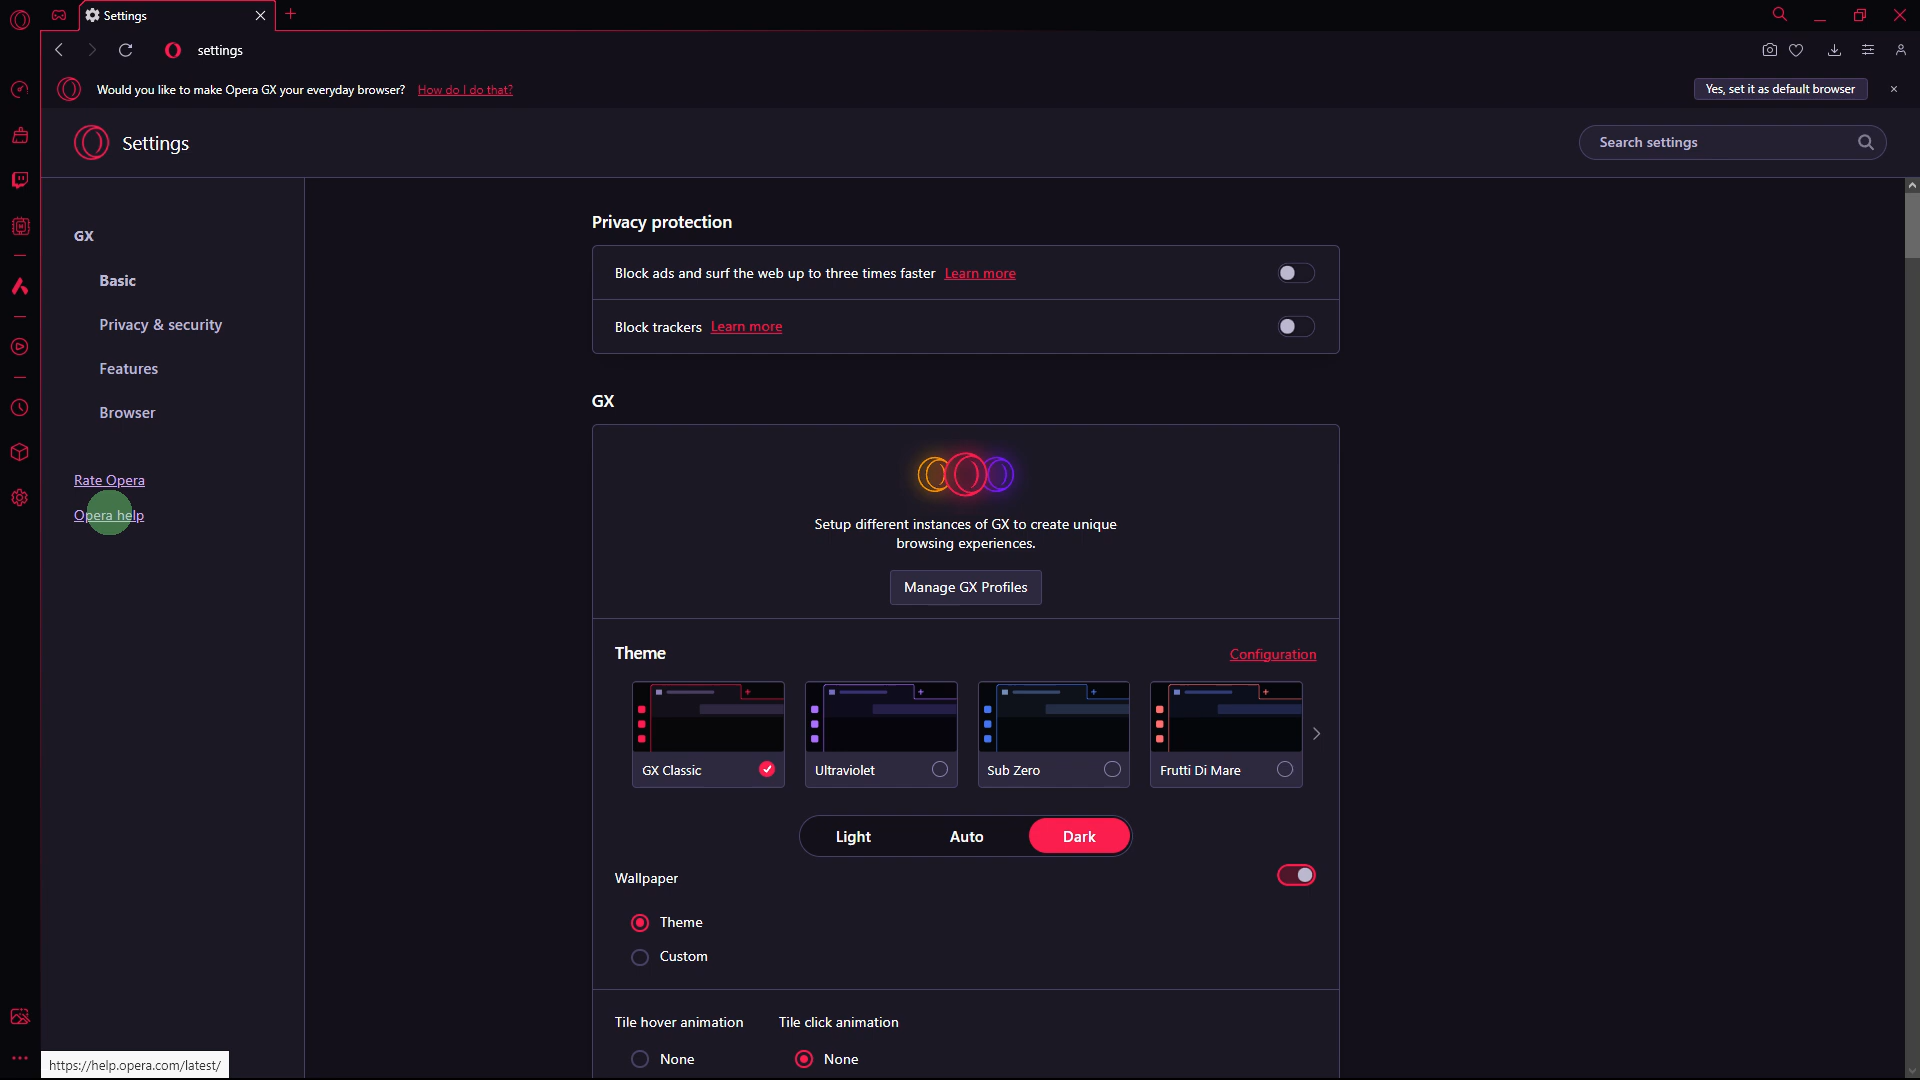 Settings
settings
Would you like to make Opera GX your everyday browser? How do I do that?
Yes, set it as default browser
Settings
Search settings
GX
Basic
Privacy & security
Features
Browser
Rate Opera
Opera help
Privacy protection
Block ads and surf the web up to three times faster Learn more
Block trackers Learn more
GX
Setup different instances of GX to create unique
browsing experiences.
Manage GX Profiles
Theme
Configuration
GX Classic
Ultraviolet
Sub Zero
Frutti Di Mare
Light
Auto
Dark
Wallpaper
Theme
Custom
Tile hover animation
Tile click animation
None
None
https://help.opera.com/latest/